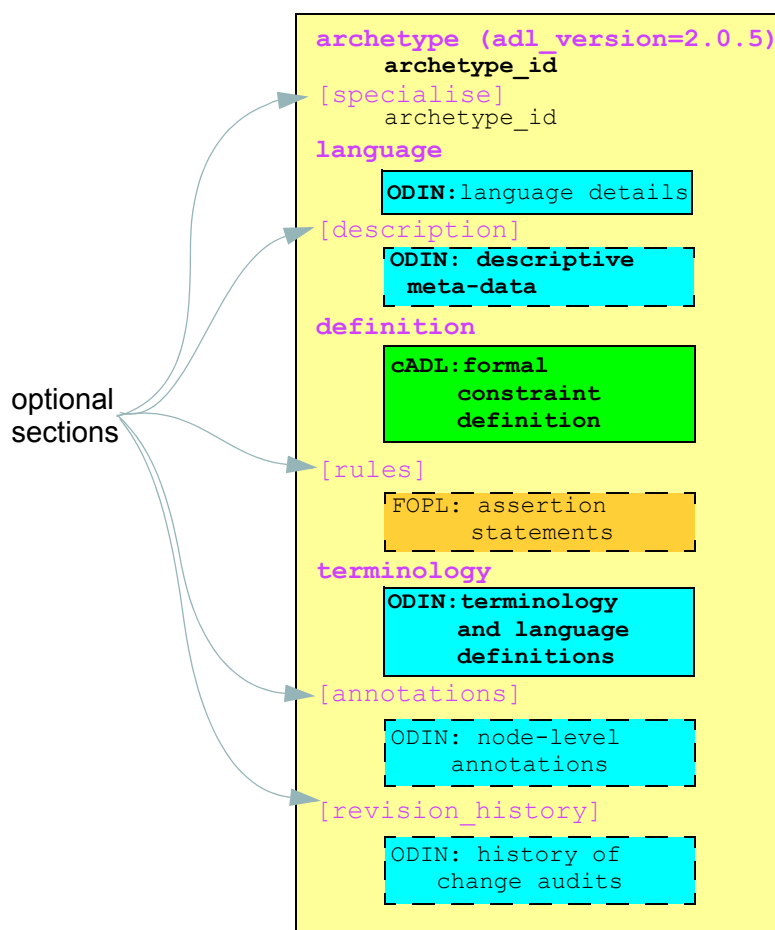 archetype (adl_version=2.0.5)
archetype_id
[specialise]
archetype_id
language
ODIN:language details
[description]
ODIN: descriptive
meta-data
definition
cADL:formal
constraint
definition
optional
sections
[rules]
FOPL: assertion
statements
terminology
ODIN:terminology
and language
definitions
[annotations]
ODIN: node-level
annotations
[revision_history]
ODIN: history of
change audits